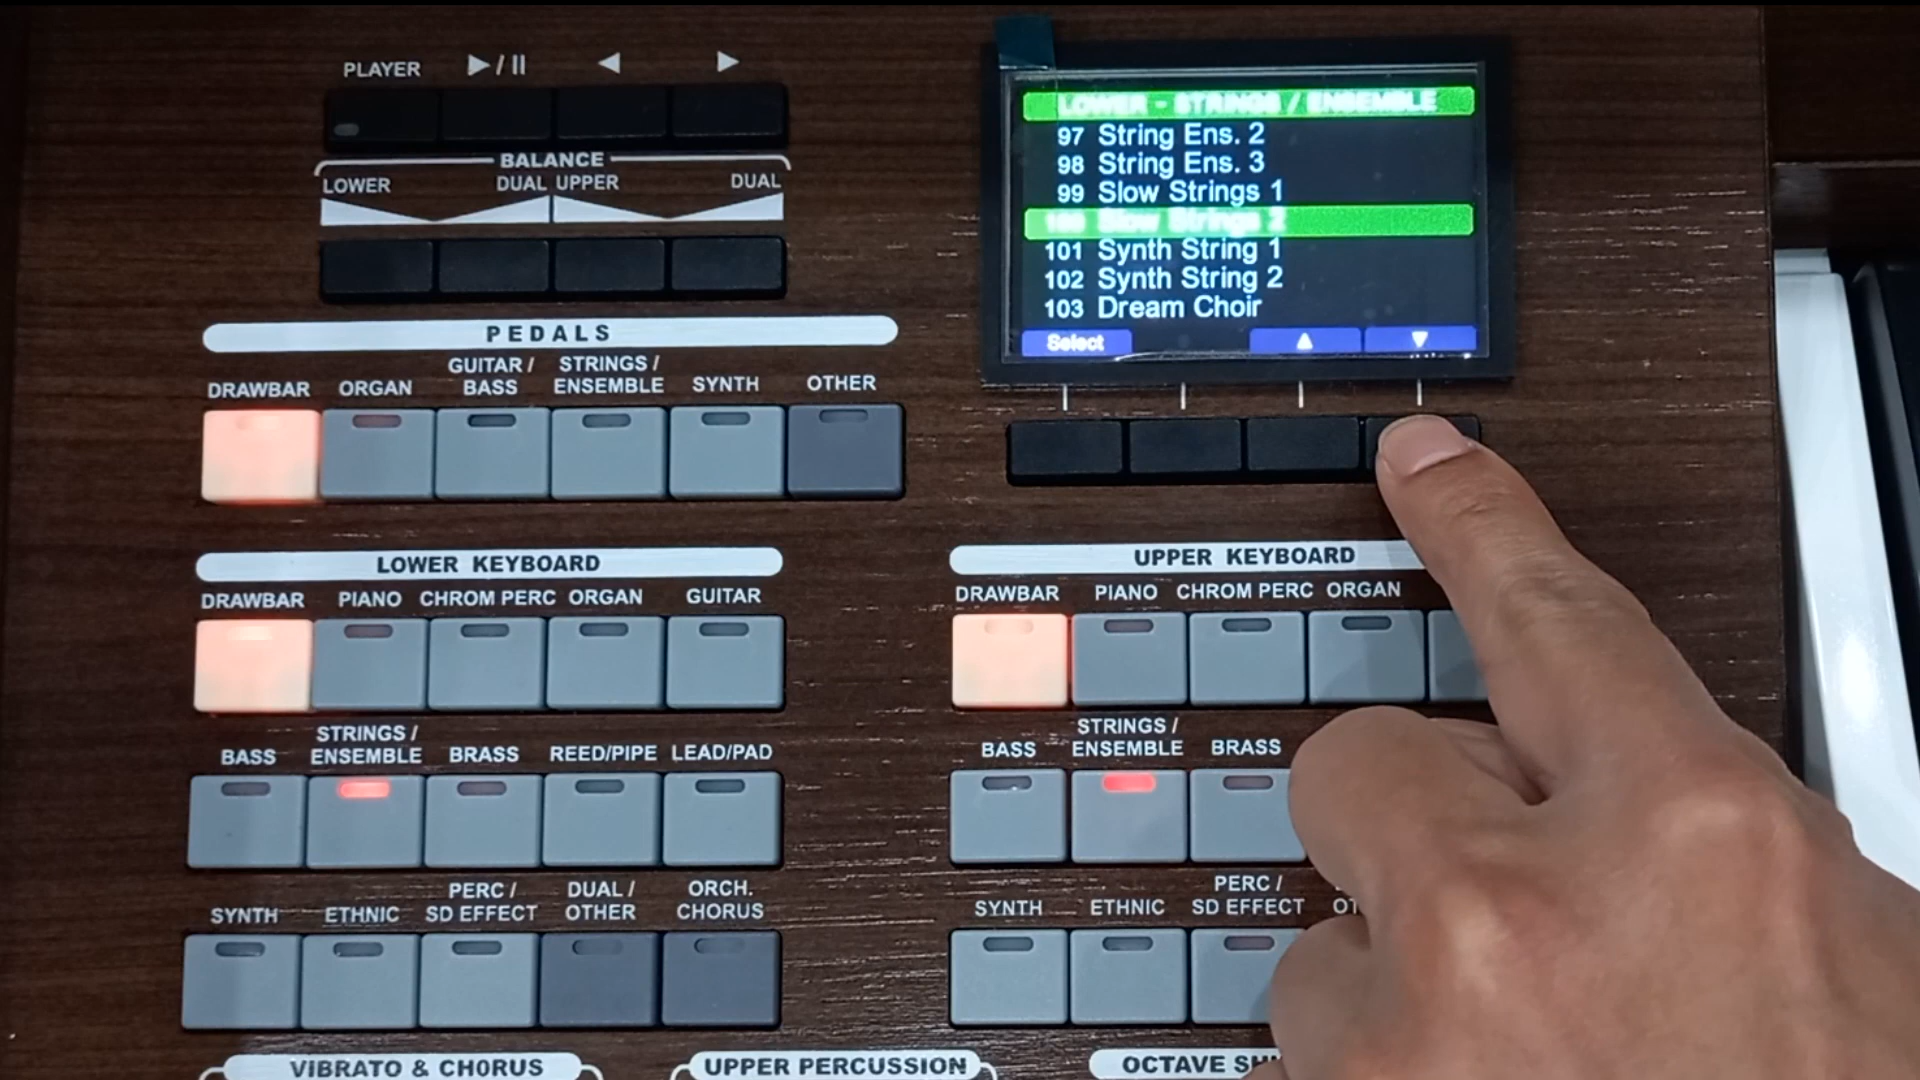 PLAYER ▶/II ◀ ▶
BALANCE
LOWER DUAL UPPER DUAL
LOWER - STRINGS / ENSEMBLE
97 String Ens. 2
98 String Ens. 3
99 Slow Strings 1
100 Slow Strings 2
101 Synth String 1
102 Synth String 2
103 Dream Choir
Select ▲ ▼
PEDALS
DRAWBAR ORGAN GUITAR / BASS STRINGS / ENSEMBLE SYNTH OTHER
LOWER KEYBOARD
DRAWBAR PIANO CHROM PERC ORGAN GUITAR
BASS STRINGS / ENSEMBLE BRASS REED/PIPE LEAD/PAD
SYNTH ETHNIC PERC / SD EFFECT DUAL / OTHER ORCH. CHORUS
UPPER KEYBOARD
DRAWBAR PIANO CHROM PERC ORGAN
BASS STRINGS / ENSEMBLE BRASS
SYNTH ETHNIC PERC / SD EFFECT
VIBRATO & CHORUS UPPER PERCUSSION OCTAVE